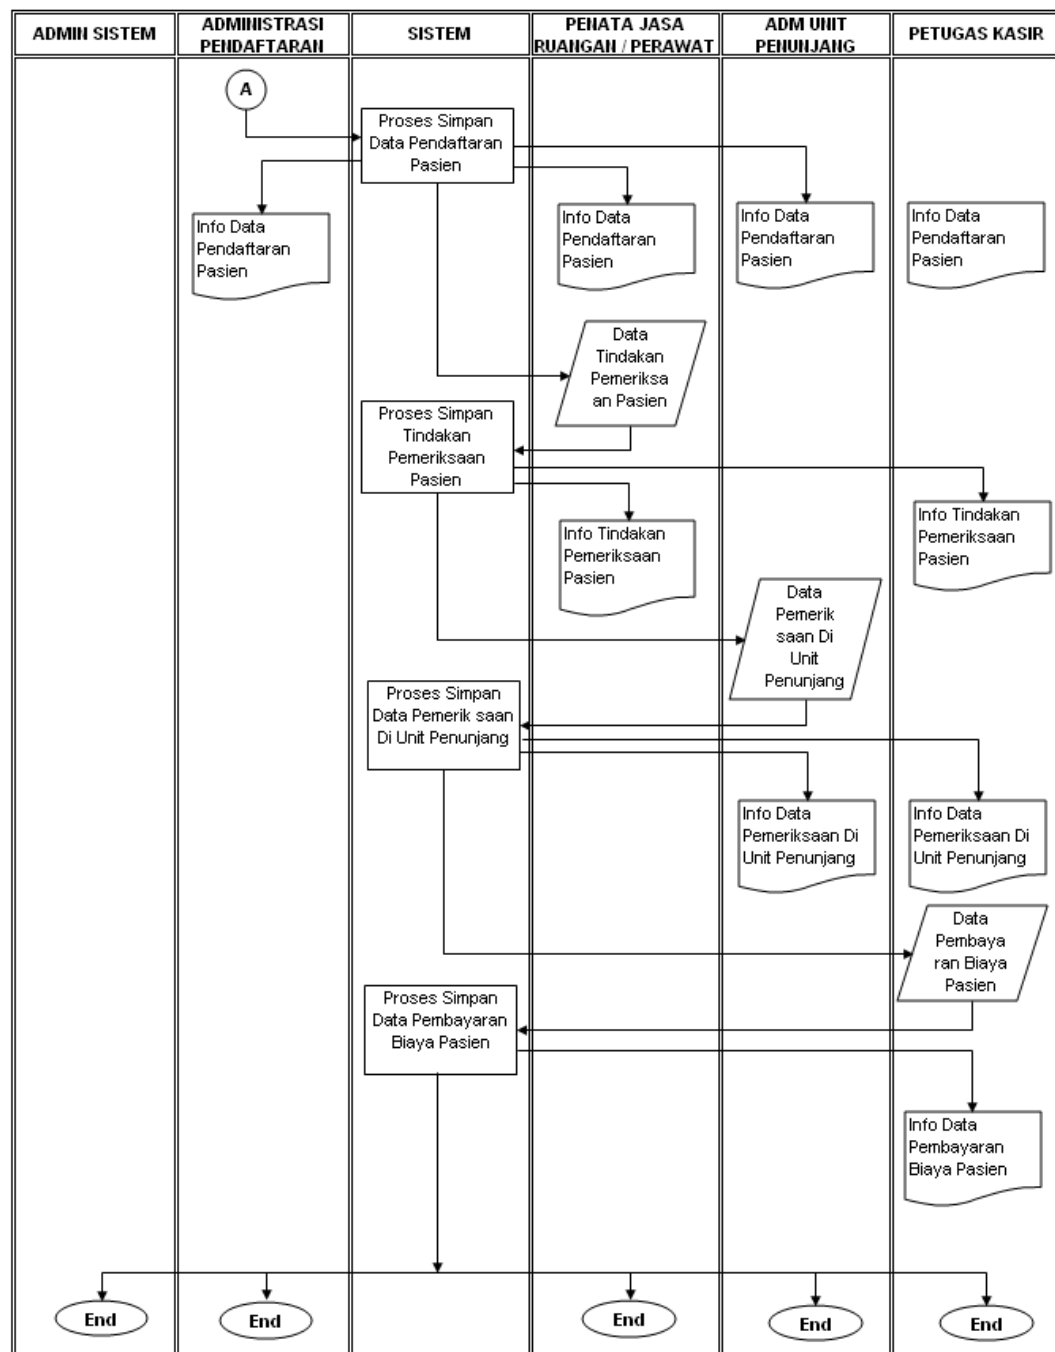 ADMIN SISTEM
ADMINISTRASI
PENDAFTARAN
SISTEM
PENATA JASA
RUANGAN / PERAWAT
ADM UNIT
PENUNJANG
PETUGAS KASIR
A
Proses Simpan
Data Pendaftaran
Pasien
Info Data
Pendaftaran
Pasien
Info Data
Pendaftaran
Pasien
Info Data
Pendaftaran
Pasien
Info Data
Pendaftaran
Pasien
Data
Tindakan
Pemeriksa
an Pasien
Proses Simpan
Tindakan
Pemeriksaan
Pasien
Info Tindakan
Pemeriksaan
Pasien
Info Tindakan
Pemeriksaan
Pasien
Data
Pemerik
saan Di
Unit
Penunjang
Proses Simpan
Data Pemerik saan
Di Unit Penunjang
Info Data
Pemeriksaan Di
Unit Penunjang
Info Data
Pemeriksaan Di
Unit Penunjang
Data
Pembaya
ran Biaya
Pasien
Proses Simpan
Data Pembayaran
Biaya Pasien
Info Data
Pembayaran
Biaya Pasien
End
End
End
End
End